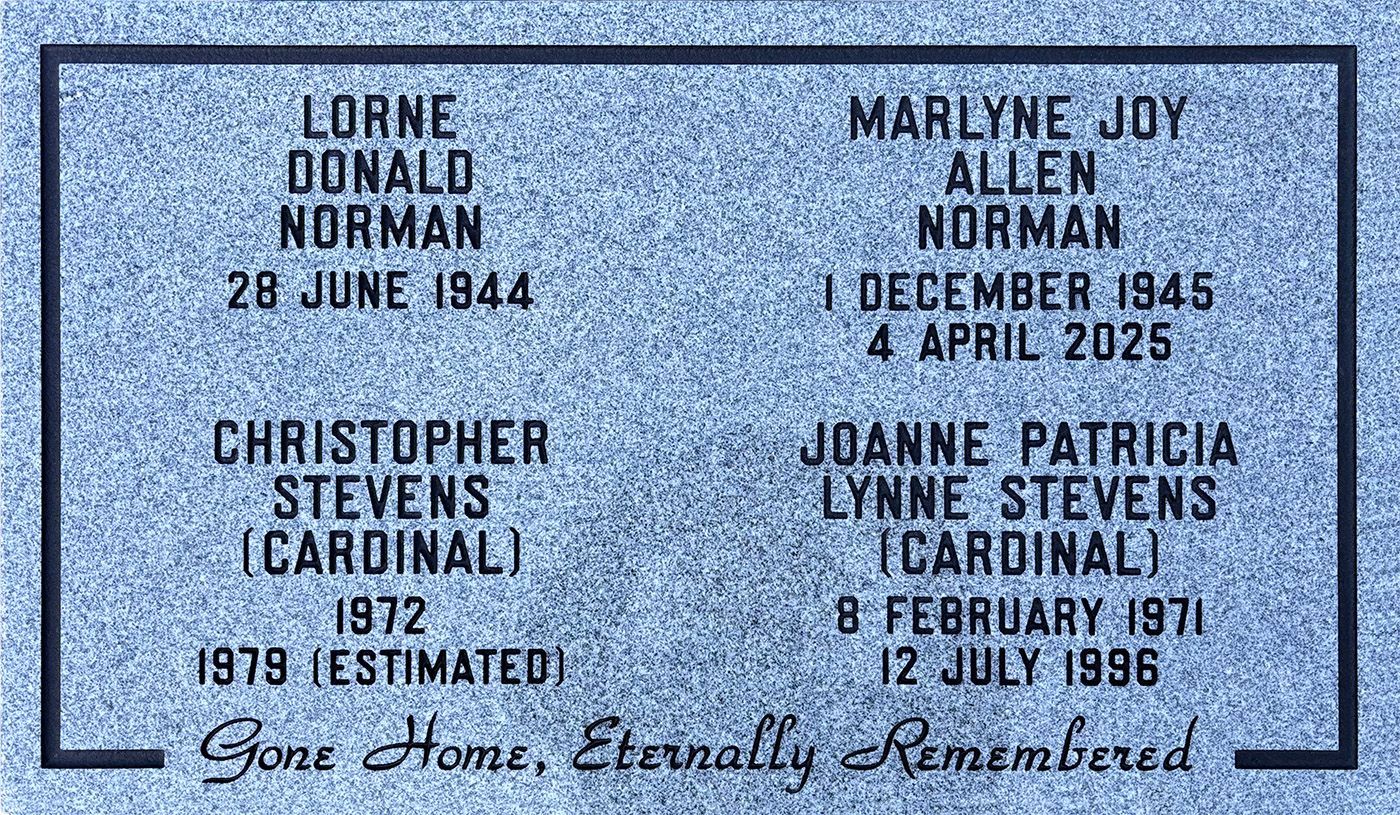 LORNE
DONALD
NORMAN
28 JUNE 1944
MARLYNE JOY
ALLEN
NORMAN
1 DECEMBER 1945
4 APRIL 2025
CHRISTOPHER
STEVENS
(CARDINAL)
1972
1979 (ESTIMATED)
JOANNE PATRICIA
LYNNE STEVENS
(CARDINAL)
8 FEBRUARY 1971
12 JULY 1996
Gone Home, Eternally Remembered